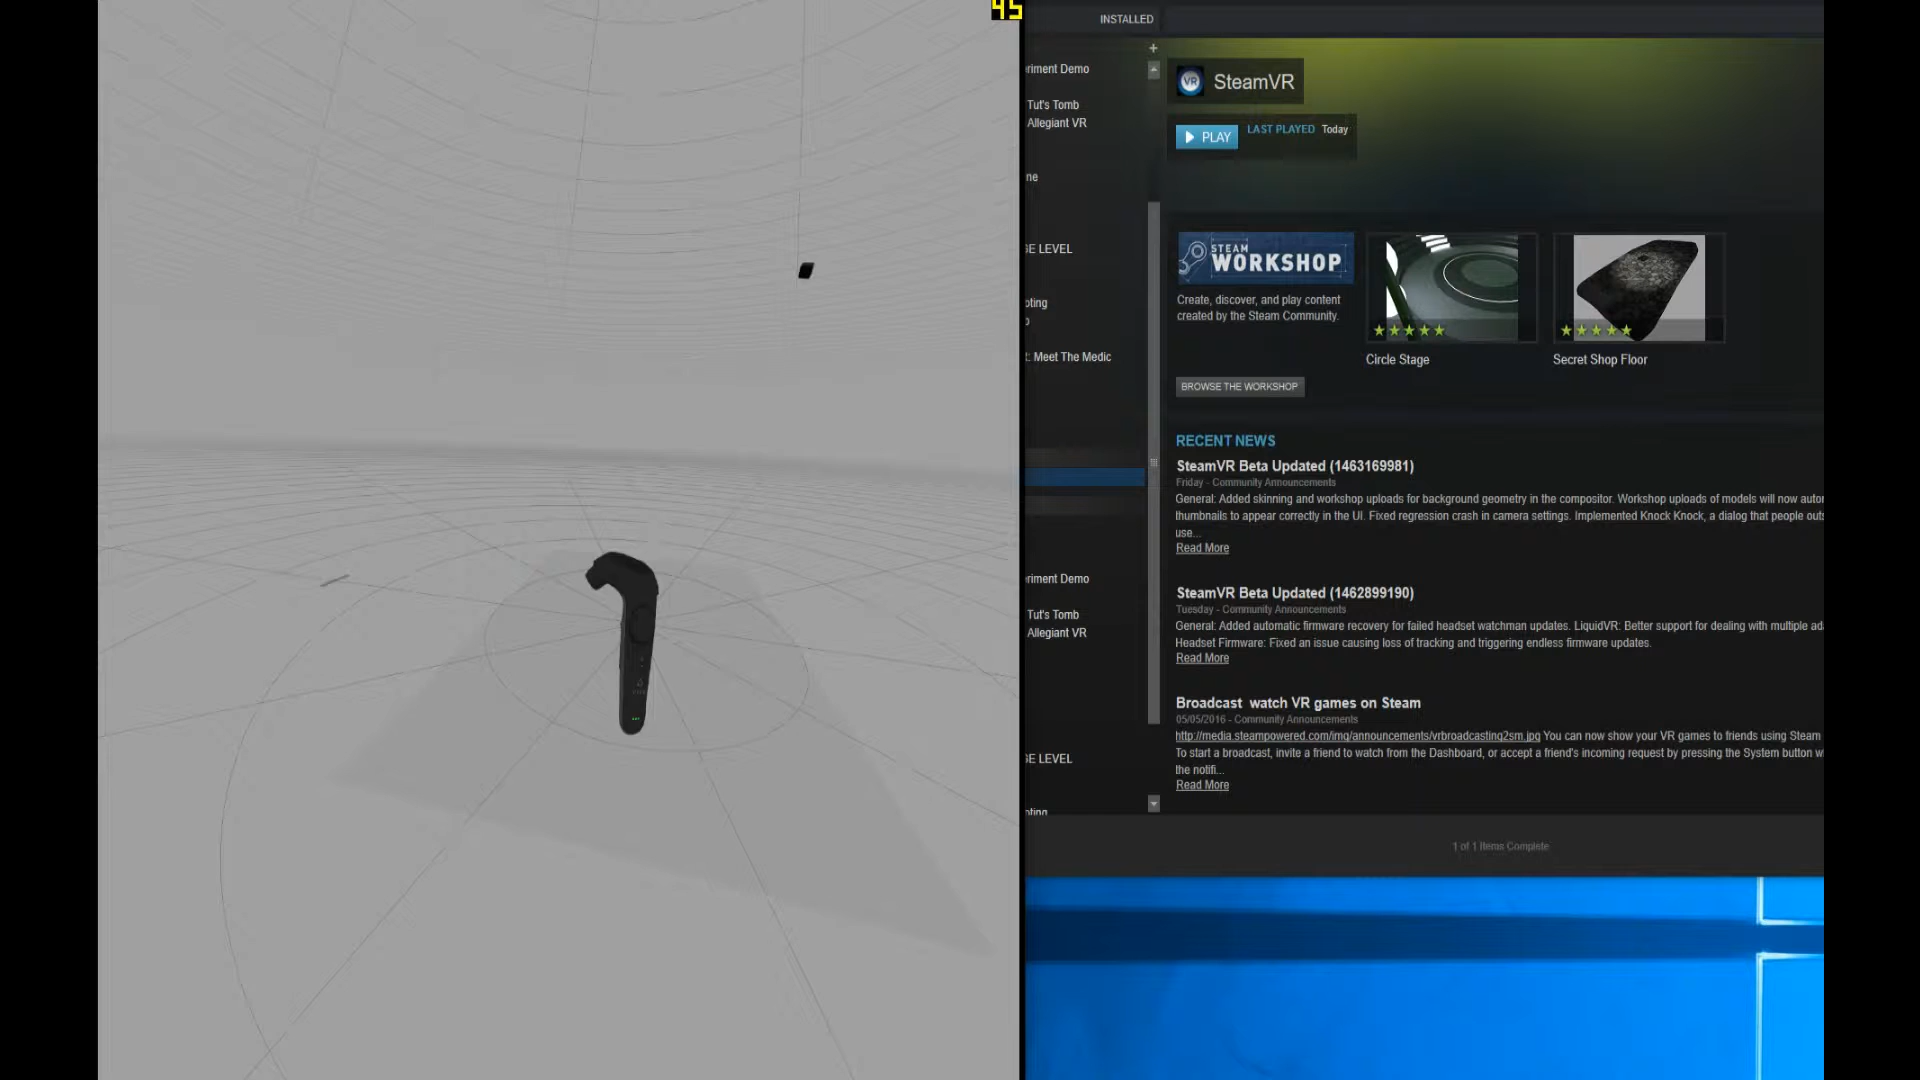 45
INSTALLED
+
riment Demo
Tut's Tomb
Allegiant VR
ne
GE LEVEL
oting
p
: Meet The Medic
riment Demo
Tut's Tomb
Allegiant VR
GE LEVEL
oting
VR SteamVR
PLAY LAST PLAYED Today
STEAM
WORKSHOP
Create, discover, and play content
created by the Steam Community.
BROWSE THE WORKSHOP
Circle Stage
Secret Shop Floor
RECENT NEWS
SteamVR Beta Updated (1463169981)
Friday - Community Announcements
General: Added skinning and workshop uploads for background geometry in the compositor. Workshop uploads of models will now autor
thumbnails to appear correctly in the UI. Fixed regression crash in camera settings. Implemented Knock Knock, a dialog that people outs
use...
Read More
SteamVR Beta Updated (1462899190)
Tuesday - Community Announcements
General: Added automatic firmware recovery for failed headset watchman updates. LiquidVR: Better support for dealing with multiple ada
Headset Firmware: Fixed an issue causing loss of tracking and triggering endless firmware updates.
Read More
Broadcast watch VR games on Steam
05/05/2016 - Community Announcements
http://media.steampowered.com/img/announcements/vrbroadcasting2sm.jpg You can now show your VR games to friends using Steam
To start a broadcast, invite a friend to watch from the Dashboard, or accept a friend's incoming request by pressing the System button w
the notifi...
Read More
1 of 1 Items Complete